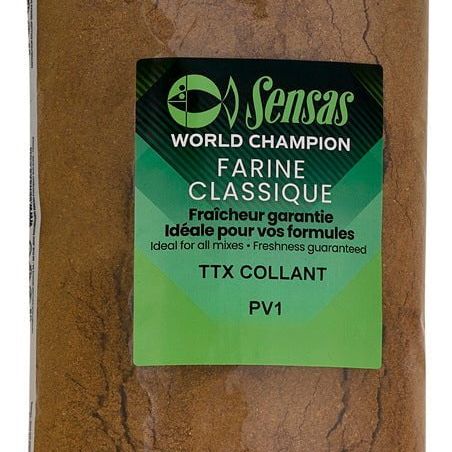 Sensas
WORLD CHAMPION
FARINE
CLASSIQUE
Fraîcheur garantie
Idéale pour vos formules
Ideal for all mixes • Freshness guaranteed
TTX COLLANT
PV1